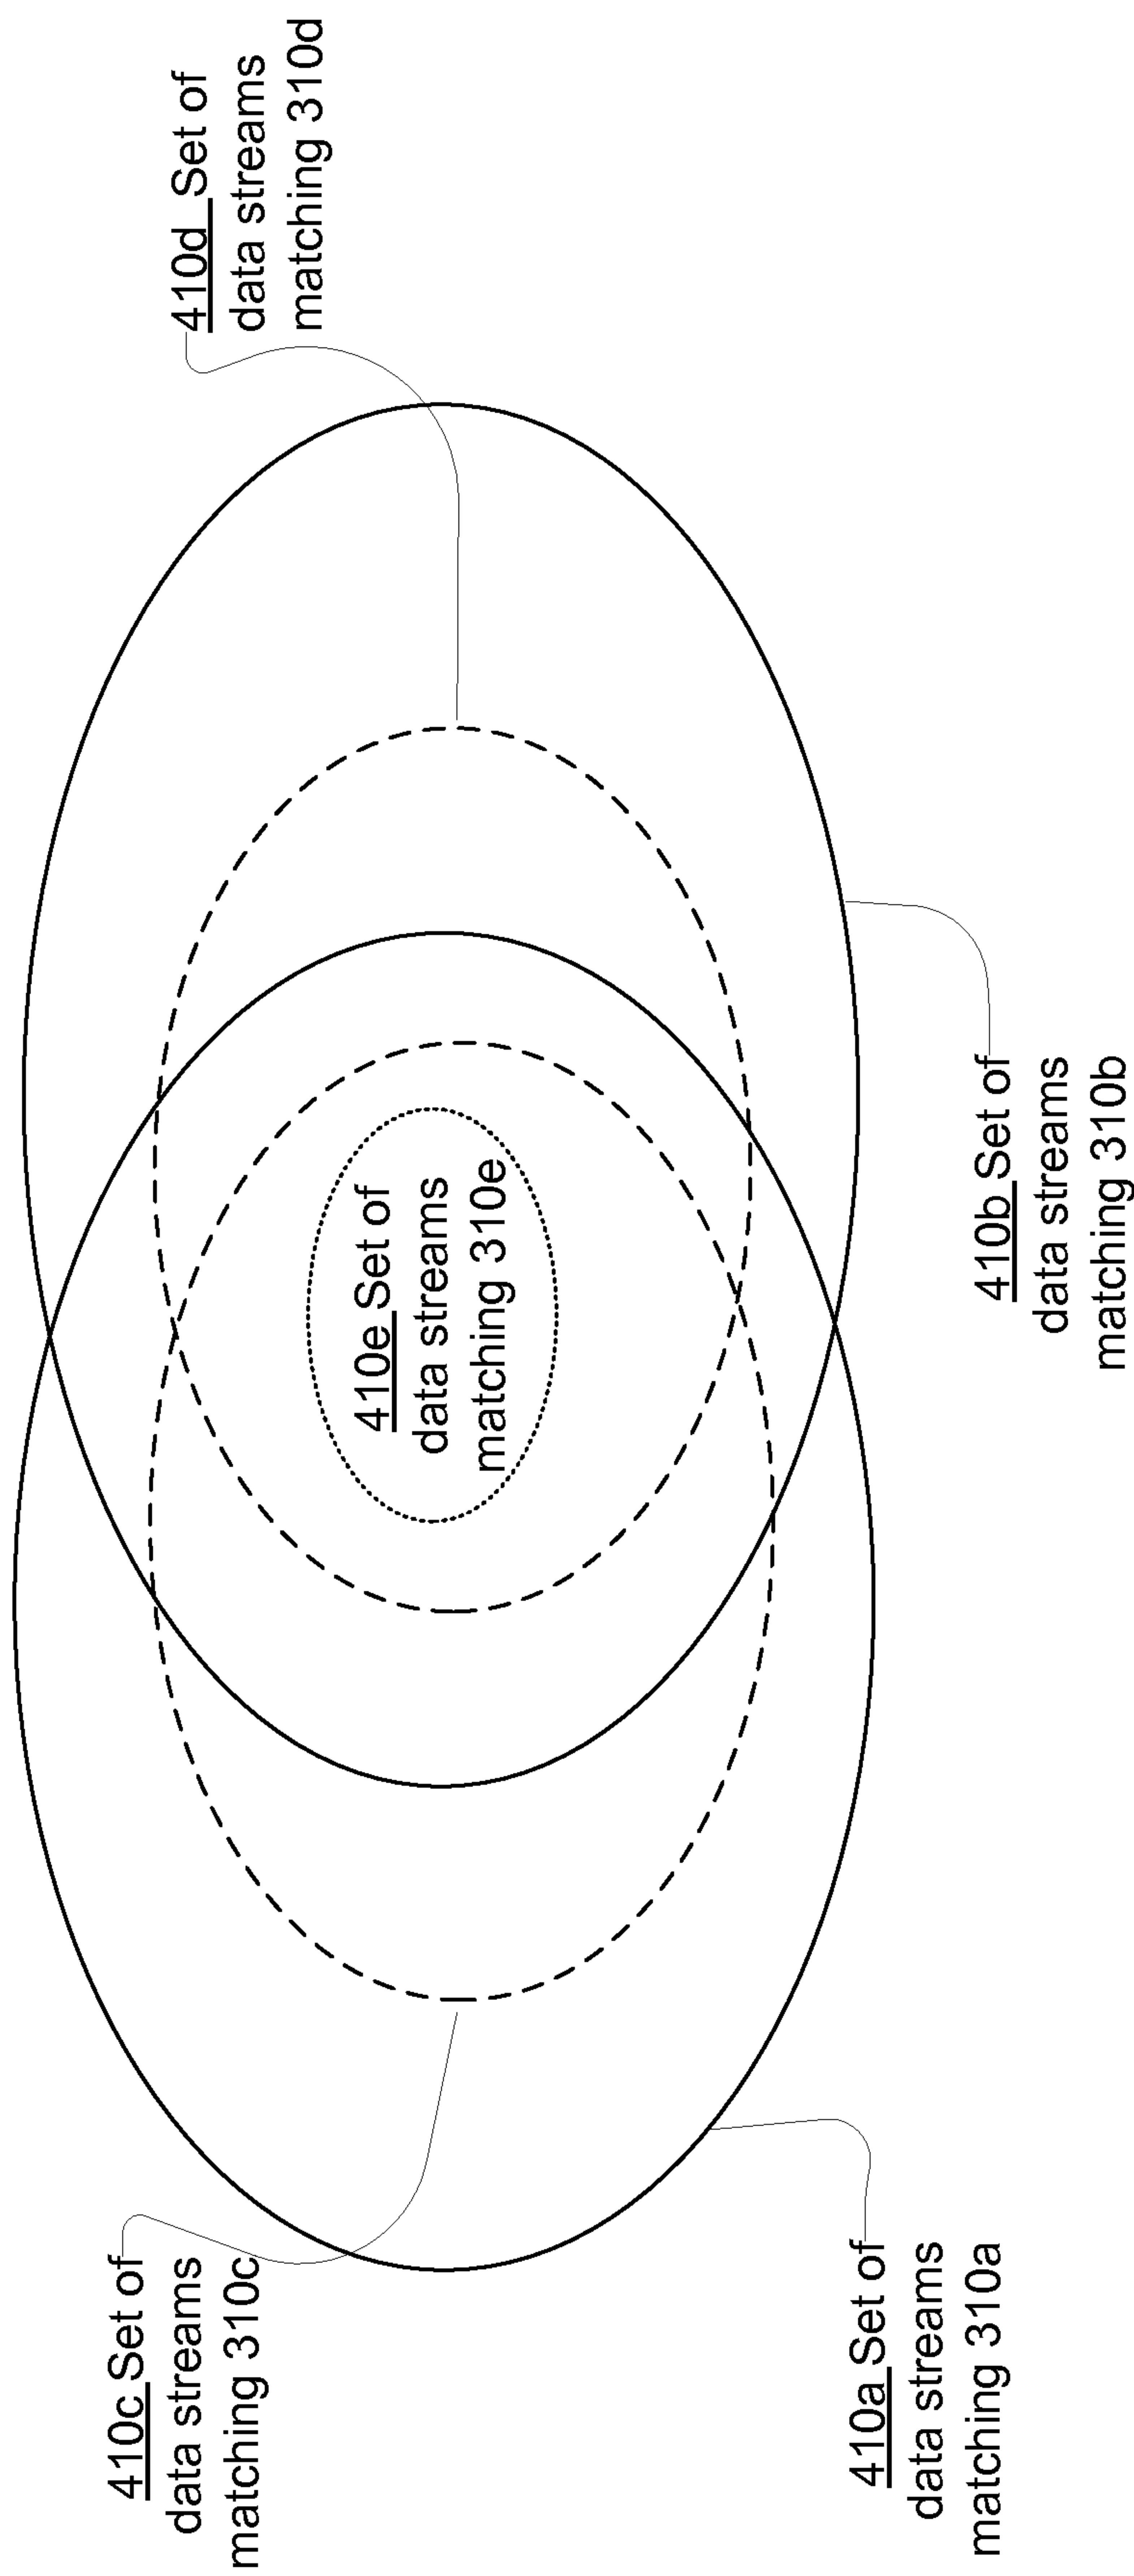 410c Set of
data streams
matching 310c
410d Set of
data streams
matching 310d
410e Set of
data streams
matching 310e
410a Set of
data streams
matching 310a
410b Set of
data streams
matching 310b